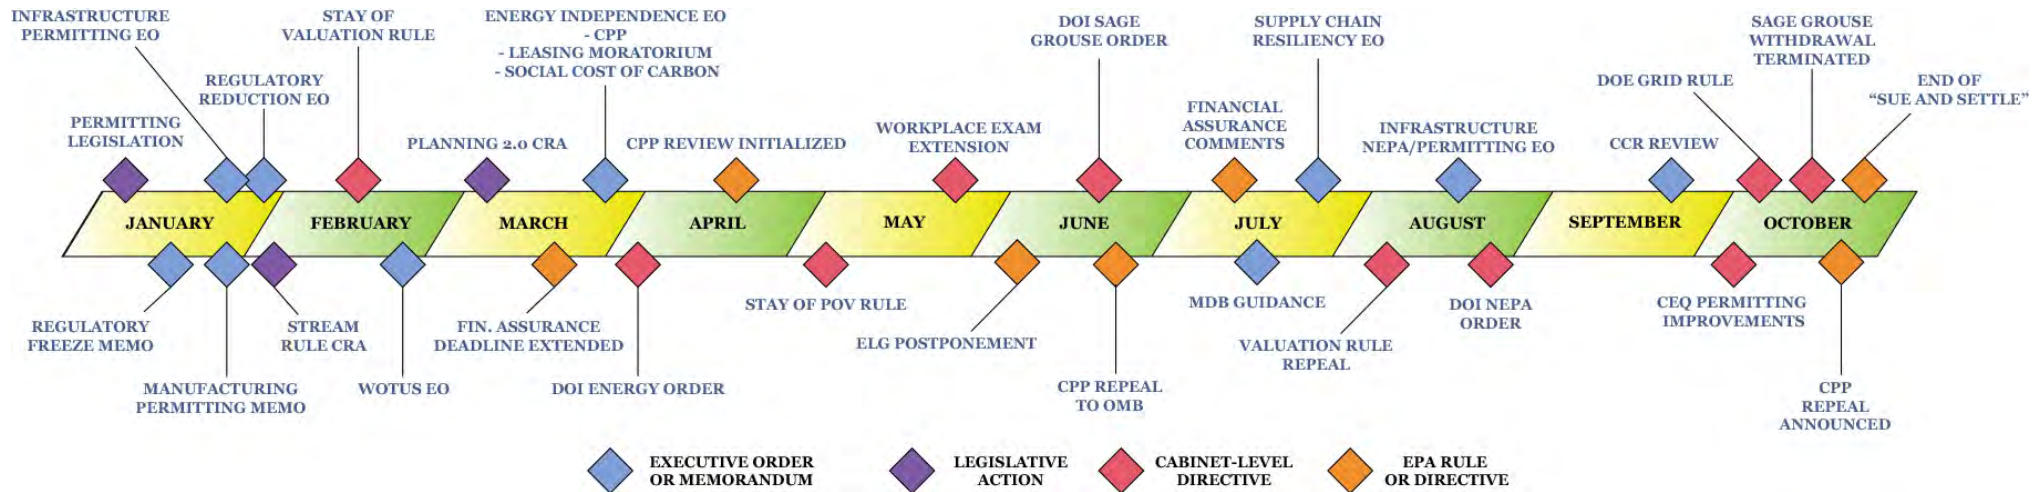 INFRASTRUCTURE
PERMITTING EO
STAY OF
VALUATION RULE
ENERGY INDEPENDENCE EO
- CPP
- LEASING MORATORIUM
- SOCIAL COST OF CARBON
DOI SAGE
GROUSE ORDER
SUPPLY CHAIN
RESILIENCY EO
SAGE GROUSE
WITHDRAWAL
TERMINATED
REGULATORY
REDUCTION EO
DOE GRID RULE
END OF
“SUE AND SETTLE”
PERMITTING
LEGISLATION
PLANNING 2.0 CRA
CPP REVIEW INITIALIZED
WORKPLACE EXAM
EXTENSION
FINANCIAL
ASSURANCE
COMMENTS
INFRASTRUCTURE
NEPA/PERMITTING EO
CCR REVIEW
JANUARY
FEBRUARY
MARCH
APRIL
MAY
JUNE
JULY
AUGUST
SEPTEMBER
OCTOBER
REGULATORY
FREEZE MEMO
STREAM
RULE CRA
FIN. ASSURANCE
DEADLINE EXTENDED
STAY OF POV RULE
ELG POSTPONEMENT
MDB GUIDANCE
VALUATION RULE
REPEAL
DOI NEPA
ORDER
CEQ PERMITTING
IMPROVEMENTS
MANUFACTURING
PERMITTING MEMO
WOTUS EO
DOI ENERGY ORDER
CPP REPEAL
TO OMB
CPP
REPEAL
ANNOUNCED
EXECUTIVE ORDER
OR MEMORANDUM
LEGISLATIVE
ACTION
CABINET-LEVEL
DIRECTIVE
EPA RULE
OR DIRECTIVE